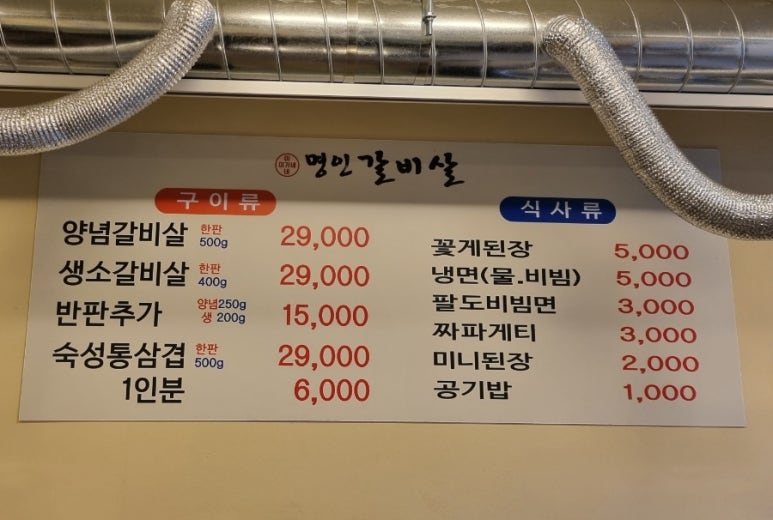 명인갈비살
구이류
양념갈비살 한판 500g 29,000
생소갈비살 한판 400g 29,000
반판추가 양념250g 생 200g 15,000
숙성통삼겹 한판 500g 29,000
1인분 6,000
식사류
꽃게된장 5,000
냉면(물.비빔) 5,000
팔도비빔면 3,000
짜파게티 3,000
미니된장 2,000
공기밥 1,000